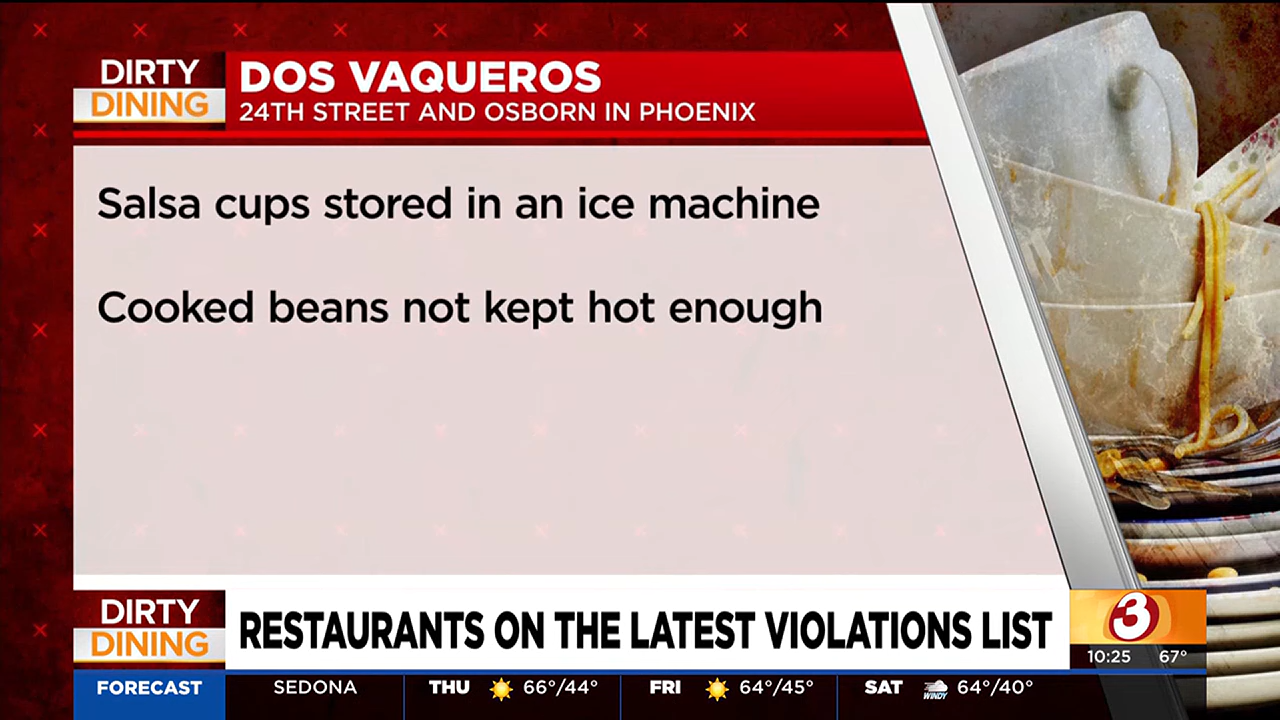 DIRTY
DINING
DOS VAQUEROS
24TH STREET AND OSBORN IN PHOENIX
Salsa cups stored in an ice machine
Cooked beans not kept hot enough
DIRTY
DINING
RESTAURANTS ON THE LATEST VIOLATIONS LIST
3
10:25 67°
FORECAST SEDONA THU 66°/44° FRI 64°/45° SAT WINDY 64°/40°